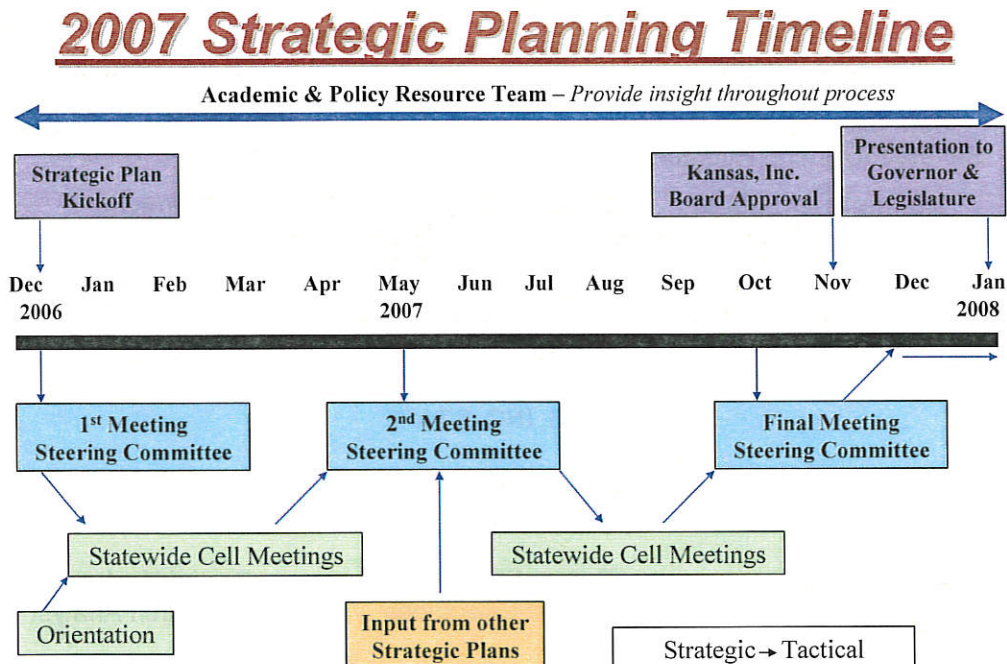 2007 Strategic Planning Timeline
Academic & Policy Resource Team – Provide insight throughout process
Strategic Plan
Kickoff
Kansas, Inc.
Board Approval
Presentation to
Governor &
Legislature
Dec Jan Feb Mar Apr May Jun Jul Aug Sep Oct Nov Dec Jan
2006 2007 2008
1st Meeting
Steering Committee
2nd Meeting
Steering Committee
Final Meeting
Steering Committee
Statewide Cell Meetings
Statewide Cell Meetings
Orientation
Input from other
Strategic Plans
Strategic → Tactical